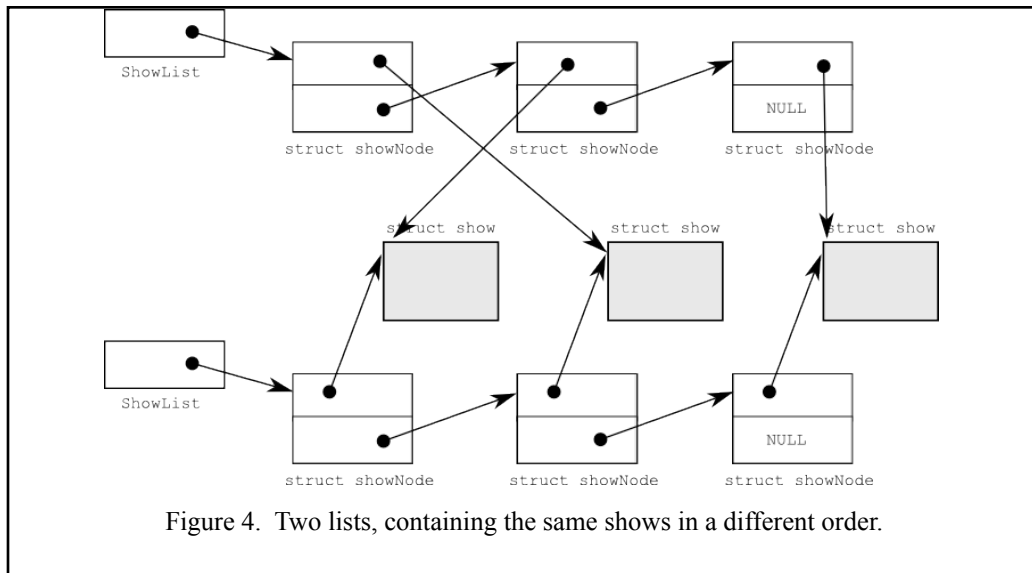 ShowList
NULL
struct showNode struct showNode struct showNode
struct show struct show struct show
ShowList
NULL
struct showNode struct showNode struct showNode
Figure 4. Two lists, containing the same shows in a different order.